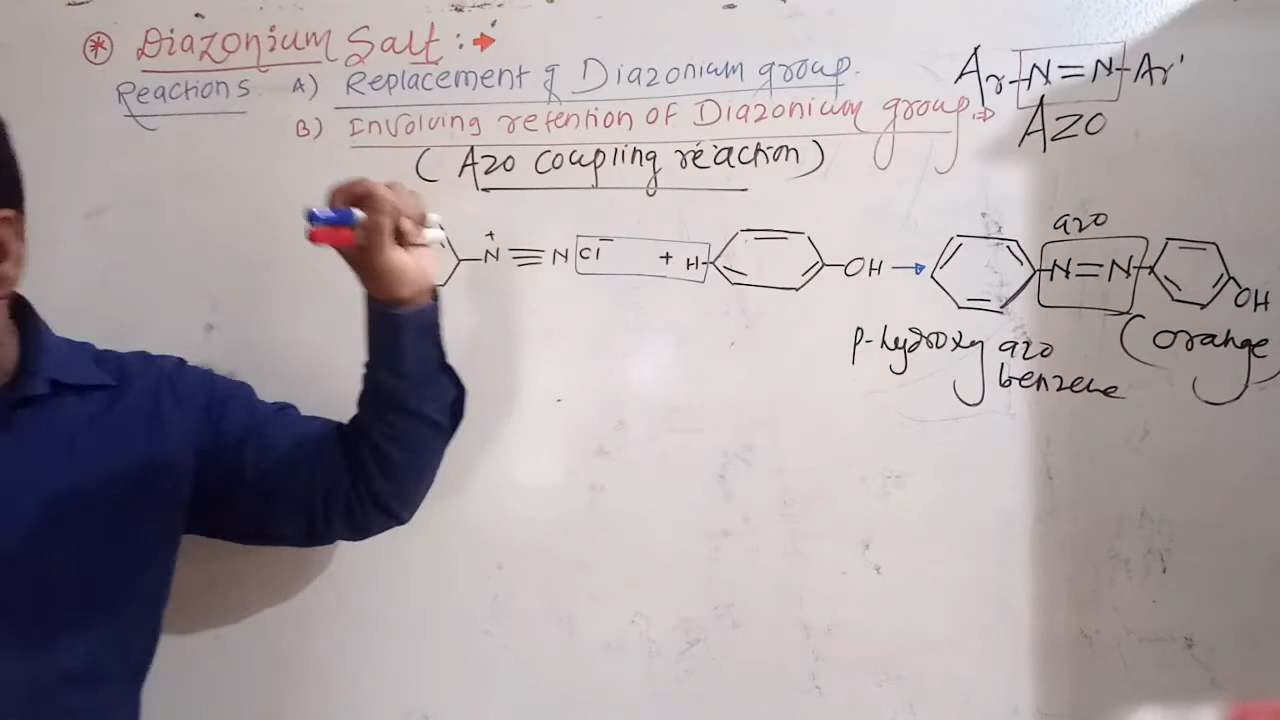 * Diazonium Salt :→
Reactions A) Replacement of Diazonium group.
B) Involving retention of Diazonium group.⇒
(Azo coupling reaction)
Ar-N=N-Ar'
Azo
N⁺≡N Cl⁻ + H- -OH →
azo
-N=N- OH
p-hydroxy azo benzene
(orange)